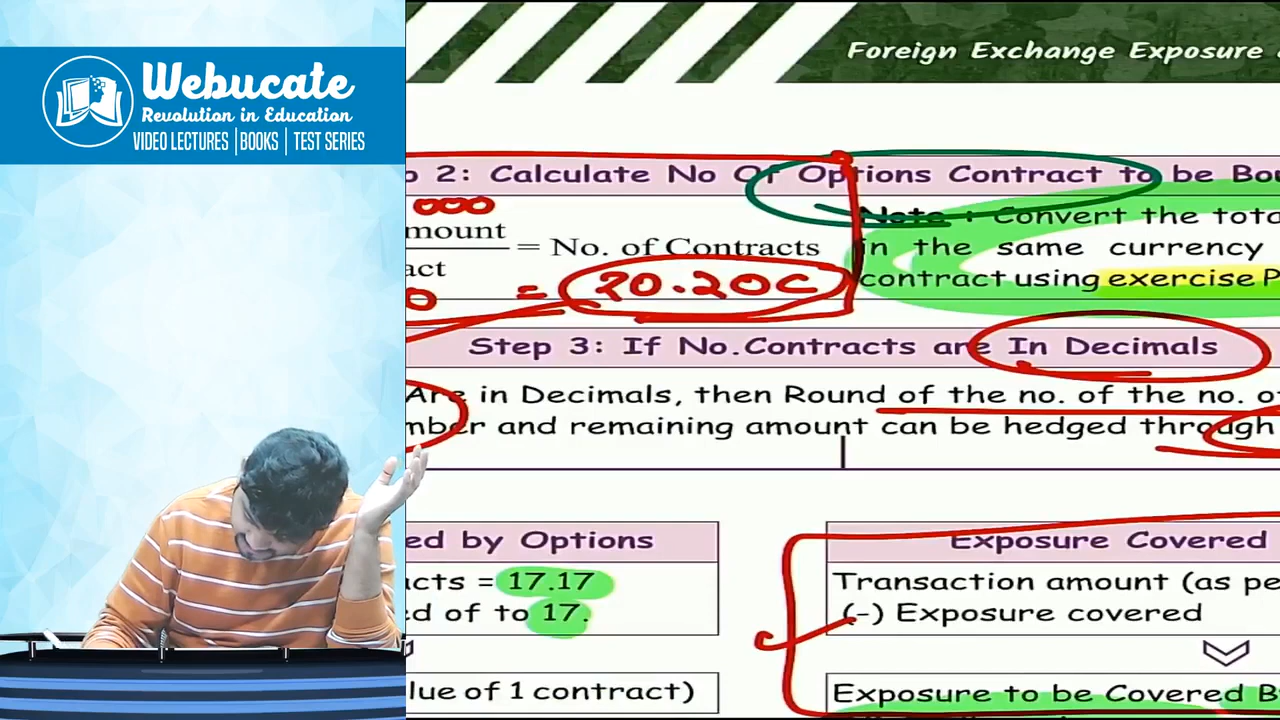 Webucate
Revolution in Education
VIDEO LECTURES | BOOKS | TEST SERIES
Foreign Exchange Exposure
2: Calculate No Of Options Contract to be Bou
000
mount
act
= No. of Contracts
= 20.20C
Note : Convert the tota
in the same currency
contract using exercise P
Step 3: If No.Contracts are In Decimals
Are in Decimals, then Round of the no. of the no. o
mber and remaining amount can be hedged through
ed by Options
acts = 17.17
ed of to 17.
lue of 1 contract)
Exposure Covered
Transaction amount (as pe
(-) Exposure covered
Exposure to be Covered B